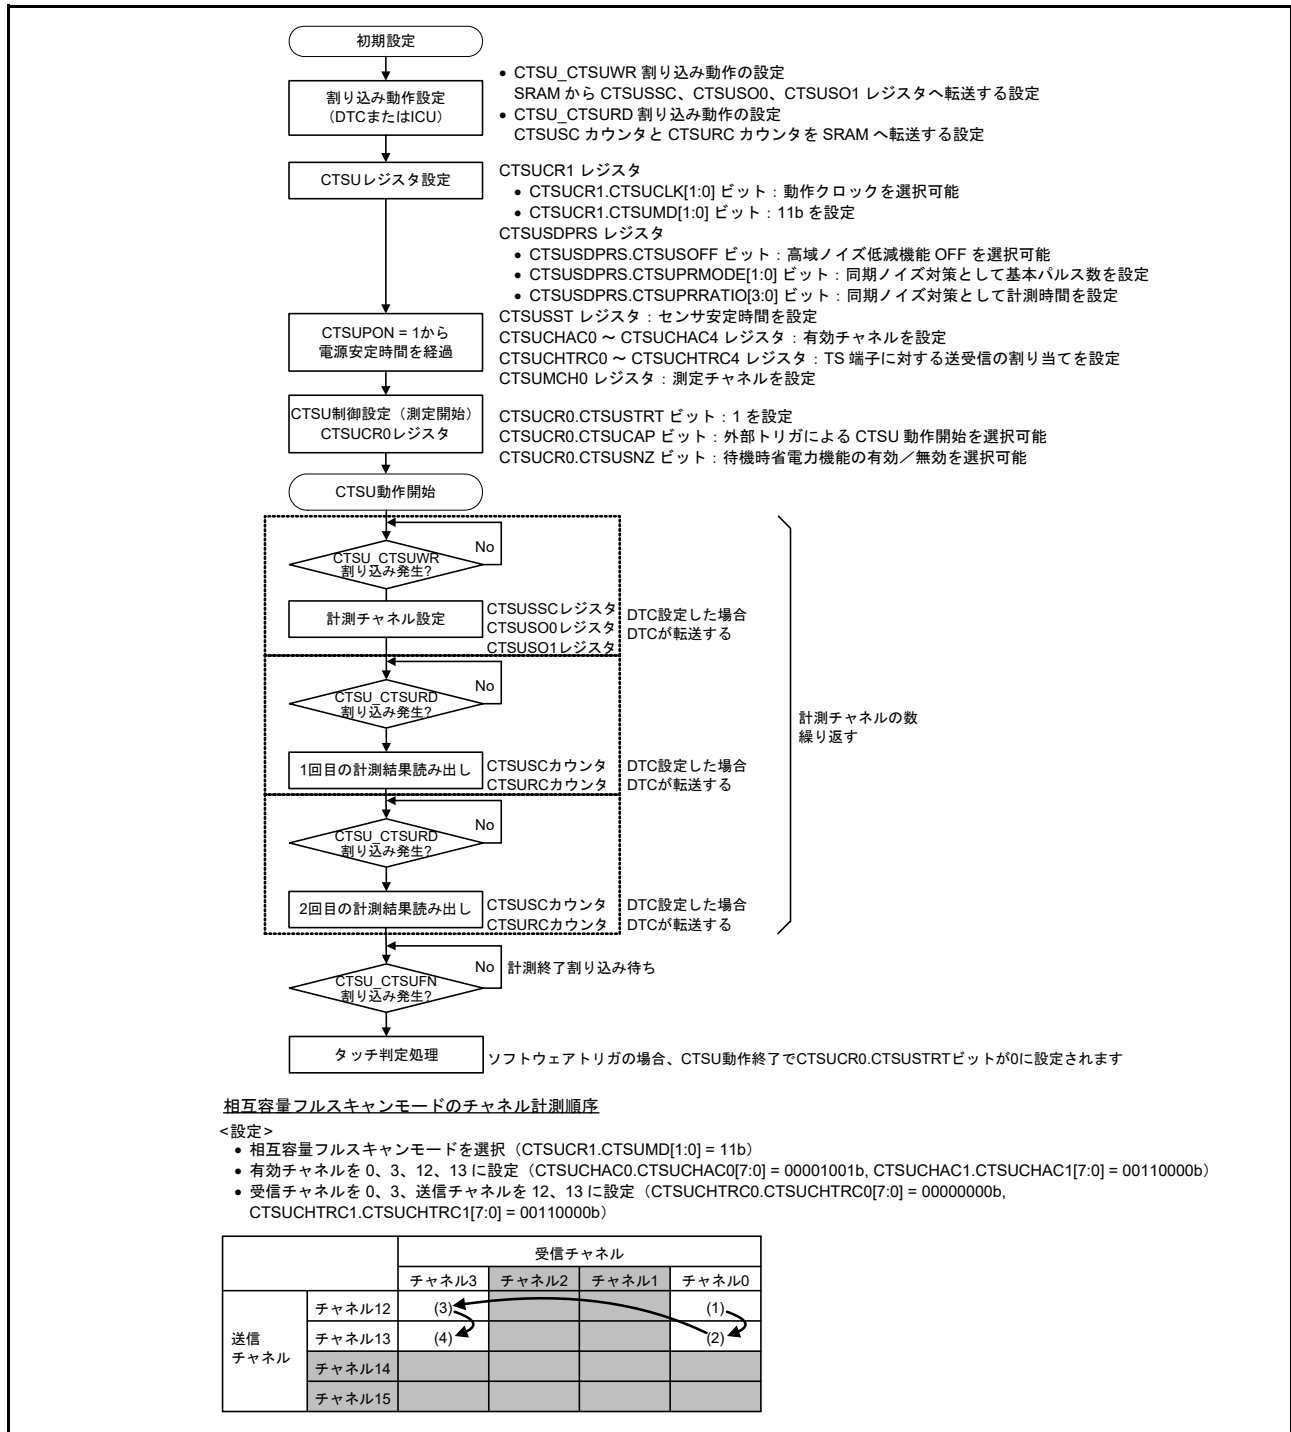 初期設定
割り込み動作設定
（DTCまたはICU）
● CTSU_CTSUWR 割り込み動作の設定
SRAM から CTSUSSC、CTSUSO0、CTSUSO1 レジスタへ転送する設定
● CTSU_CTSURD 割り込み動作の設定
CTSUSC カウンタと CTSURC カウンタを SRAM へ転送する設定
CTSUレジスタ設定
CTSUCR1 レジスタ
● CTSUCR1.CTSUCLK[1:0] ビット：動作クロックを選択可能
● CTSUCR1.CTSUMD[1:0] ビット：11b を設定
CTSUSDPRS レジスタ
● CTSUSDPRS.CTSUSOFF ビット：高域ノイズ低減機能 OFF を選択可能
● CTSUSDPRS.CTSUPRMODE[1:0] ビット：同期ノイズ対策として基本パルス数を設定
● CTSUSDPRS.CTSUPRRATIO[3:0] ビット：同期ノイズ対策として計測時間を設定
CTSUSST レジスタ：センサ安定時間を設定
CTSUCHAC0 ～ CTSUCHAC4 レジスタ：有効チャネルを設定
CTSUCHTRC0 ～ CTSUCHTRC4 レジスタ：TS 端子に対する送受信の割り当てを設定
CTSUMCH0 レジスタ：測定チャネルを設定
CTSUPON = 1から
電源安定時間を経過
CTSU制御設定（測定開始）
CTSUCR0レジスタ
CTSUCR0.CTSUSTRT ビット：1 を設定
CTSUCR0.CTSUCAP ビット：外部トリガによる CTSU 動作開始を選択可能
CTSUCR0.CTSUSNZ ビット：待機時省電力機能の有効／無効を選択可能
CTSU動作開始
CTSU_CTSUWR
割り込み発生?
No
計測チャネル設定
CTSUSSCレジスタ
CTSUSO0レジスタ
CTSUSO1レジスタ
DTC設定した場合
DTCが転送する
CTSU_CTSURD
割り込み発生?
No
1回目の計測結果読み出し
CTSUSCカウンタ
CTSURCカウンタ
DTC設定した場合
DTCが転送する
計測チャネルの数
繰り返す
CTSU_CTSURD
割り込み発生?
No
2回目の計測結果読み出し
CTSUSCカウンタ
CTSURCカウンタ
DTC設定した場合
DTCが転送する
CTSU_CTSUFN
割り込み発生?
No
計測終了割り込み待ち
タッチ判定処理
ソフトウェアトリガの場合、CTSU動作終了でCTSUCR0.CTSUSTRTビットが0に設定されます
相互容量フルスキャンモードのチャネル計測順序
<設定>
● 相互容量フルスキャンモードを選択（CTSUCR1.CTSUMD[1:0] = 11b）
● 有効チャネルを 0、3、12、13 に設定（CTSUCHAC0.CTSUCHAC0[7:0] = 00001001b, CTSUCHAC1.CTSUCHAC1[7:0] = 00110000b）
● 受信チャネルを 0、3、送信チャネルを 12、13 に設定（CTSUCHTRC0.CTSUCHTRC0[7:0] = 00000000b,
CTSUCHTRC1.CTSUCHTRC1[7:0] = 00110000b）
受信チャネル
チャネル3 チャネル2 チャネル1 チャネル0
送信
チャネル
チャネル12 (3) (1)
チャネル13 (4) (2)
チャネル14
チャネル15